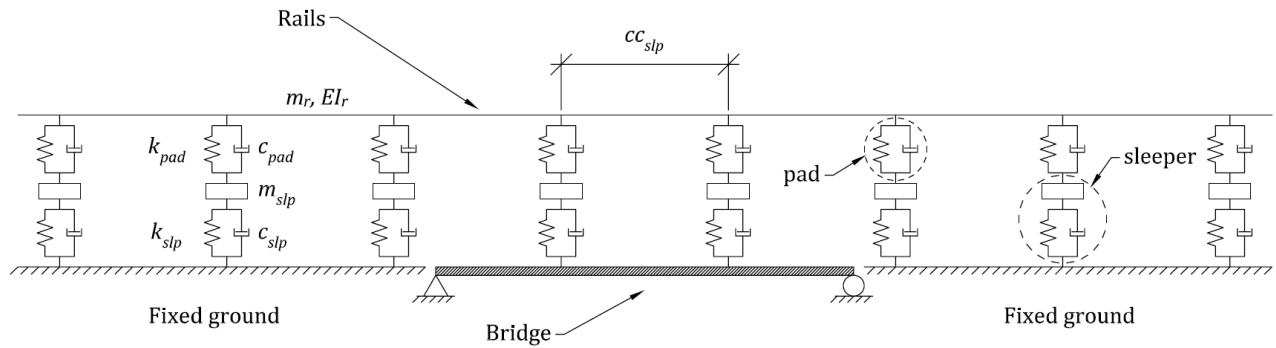 Rails
cc_slp
m_r, EI_r
k_pad
c_pad
m_slp
k_slp
c_slp
pad
sleeper
Fixed ground
Bridge
Fixed ground